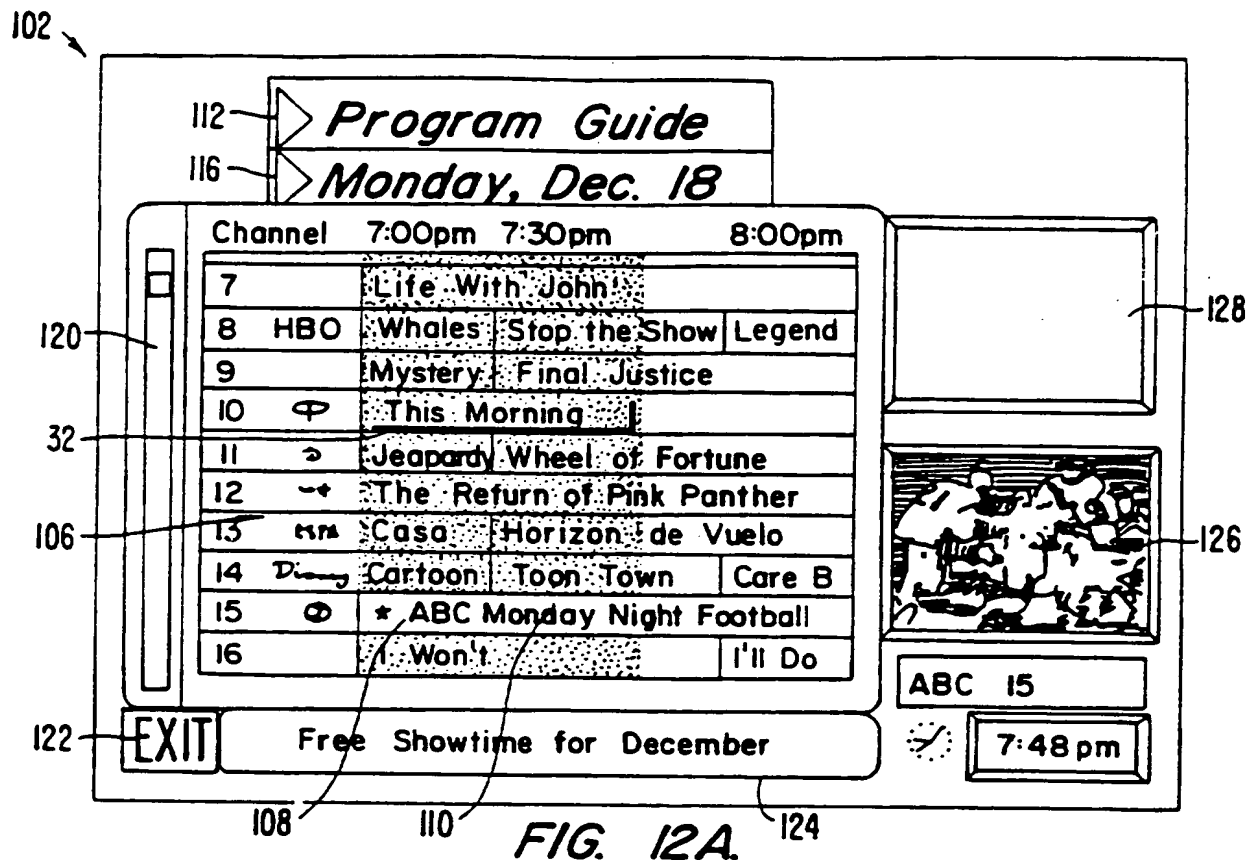 102
112
Program Guide
116
Monday, Dec. 18
Channel 7:00pm 7:30pm 8:00pm
7 Life With John
8 HBO Whales Stop the Show Legend
128
120
9 Mystery Final Justice
10 This Morning
32
11 Jeapardy Wheel of Fortune
12 The Return of Pink Panther
106
13 Casa Horizon de Vuelo
126
14 Disney Cartoon Toon Town Care B
15 * ABC Monday Night Football
16 I Won't I'll Do
ABC 15
122
EXIT
Free Showtime for December
7:48 pm
108
110
124
FIG. 12A.